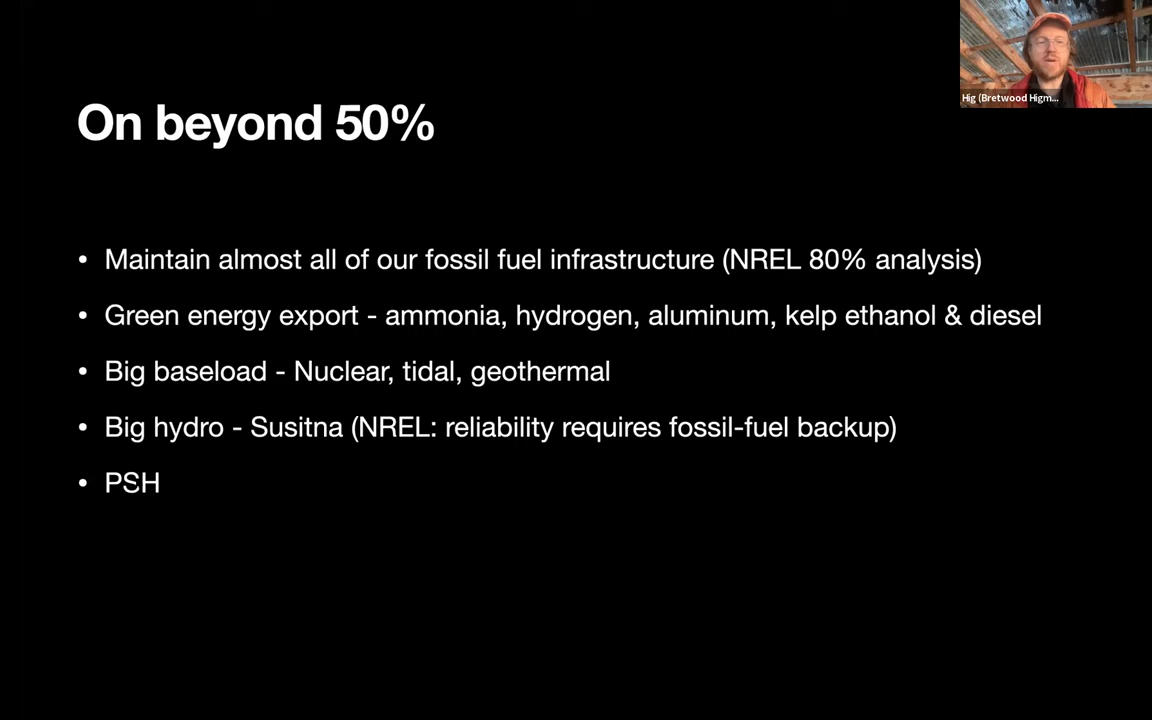 Hig (Bretwood Higm...
On beyond 50%
• Maintain almost all of our fossil fuel infrastructure (NREL 80% analysis)
• Green energy export - ammonia, hydrogen, aluminum, kelp ethanol & diesel
• Big baseload - Nuclear, tidal, geothermal
• Big hydro - Susitna (NREL: reliability requires fossil-fuel backup)
• PSH